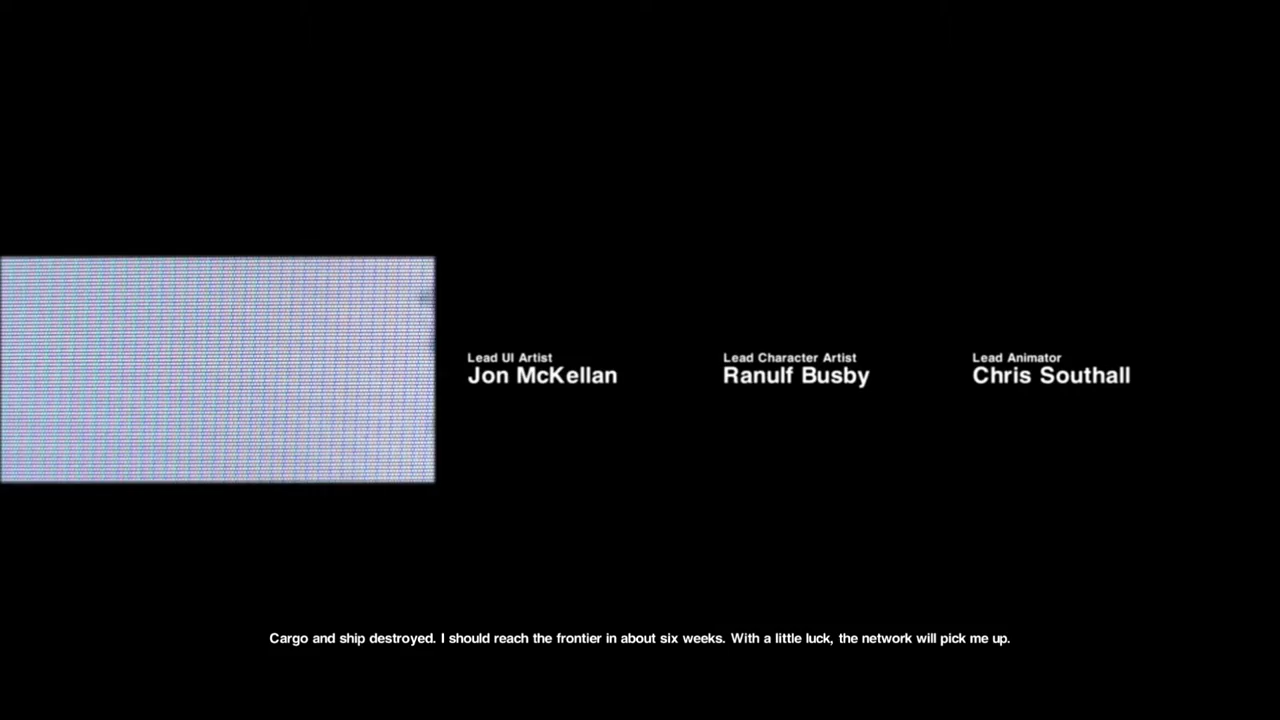 Lead UI Artist
Jon McKellan
Lead Character Artist
Ranulf Busby
Lead Animator
Chris Southall
Cargo and ship destroyed. I should reach the frontier in about six weeks. With a little luck, the network will pick me up.